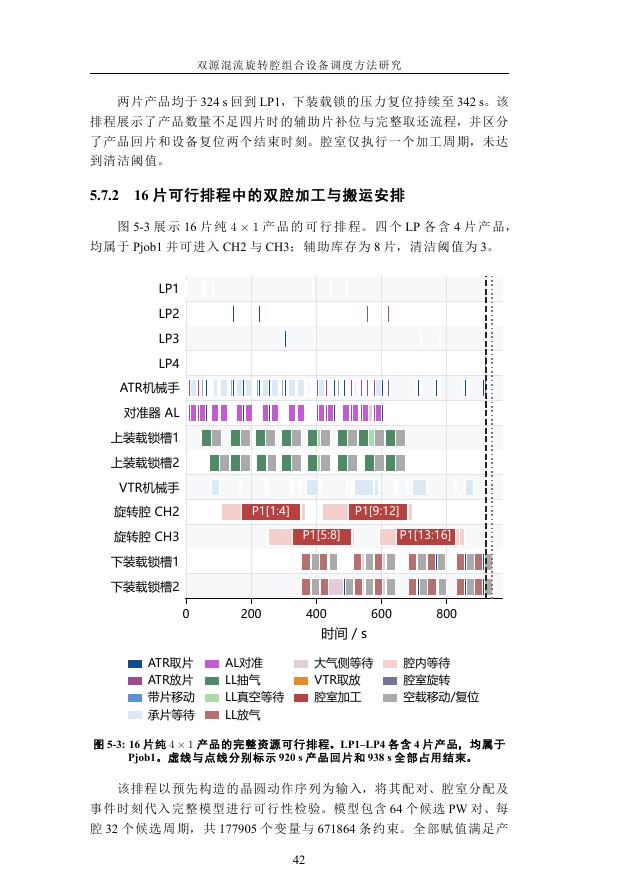 双源混流旋转腔组合设备调度方法研究
两片产品均于 324 s 回到 LP1，下装载锁的压力复位持续至 342 s。该
排程展示了产品数量不足四片时的辅助片补位与完整取还流程，并区分
了产品回片和设备复位两个结束时刻。腔室仅执行一个加工周期，未达
到清洁阈值。
5.7.2 16 片可行排程中的双腔加工与搬运安排
图 5-3 展示 16 片纯 4 × 1 产品的可行排程。四个 LP 各含 4 片产品，
均属于 Pjob1 并可进入 CH2 与 CH3；辅助库存为 8 片，清洁阈值为 3。
LP1
LP2
LP3
LP4
ATR机械手
对准器 AL
上装载锁槽1
上装载锁槽2
VTR机械手
旋转腔 CH2
P1[1:4] P1[9:12]
旋转腔 CH3
P1[5:8] P1[13:16]
下装载锁槽1
下装载锁槽2
0 200 400 600 800
时间 / s
ATR取片 AL对准 大气侧等待 腔内等待
ATR放片 LL抽气 VTR取放 腔室旋转
带片移动 LL真空等待 腔室加工 空载移动/复位
承片等待 LL放气
图 5-3: 16 片纯 4 × 1 产品的完整资源可行排程。LP1–LP4 各含 4 片产品，均属于
Pjob1。虚线与点线分别标示 920 s 产品回片和 938 s 全部占用结束。
该排程以预先构造的晶圆动作序列为输入，将其配对、腔室分配及
事件时刻代入完整模型进行可行性检验。模型包含 64 个候选 PW 对、每
腔 32 个候选周期，共 177905 个变量与 671864 条约束。全部赋值满足产
42